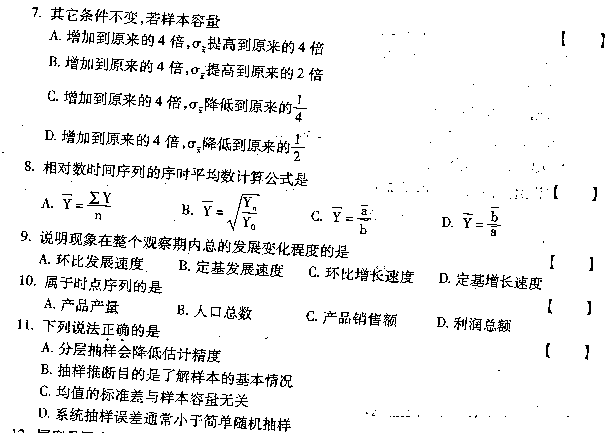 7. 其它条件不变,若样本容量 【 】
A. 增加到原来的 4 倍,σx̄提高到原来的 4 倍
B. 增加到原来的 4 倍,σx̄提高到原来的 2 倍
C. 增加到原来的 4 倍,σx̄降低到原来的1/4
D. 增加到原来的 4 倍,σx̄降低到原来的1/2
8. 相对数时间序列的序时平均数计算公式是 【 】
A. Ȳ=ΣY/n B. Ȳ=√(Yn/Y0) C. Ȳ=ā/b̄ D. Ȳ=b̄/ā
9. 说明现象在整个观察期内总的发展变化程度的是 【 】
A. 环比发展速度 B. 定基发展速度 C. 环比增长速度 D. 定基增长速度
10. 属于时点序列的是 【 】
A. 产品产量 B. 人口总数 C. 产品销售额 D. 利润总额
11. 下列说法正确的是 【 】
A. 分层抽样会降低估计精度
B. 抽样推断目的是了解样本的基本情况
C. 均值的标准差与样本容量无关
D. 系统抽样误差通常小于简单随机抽样